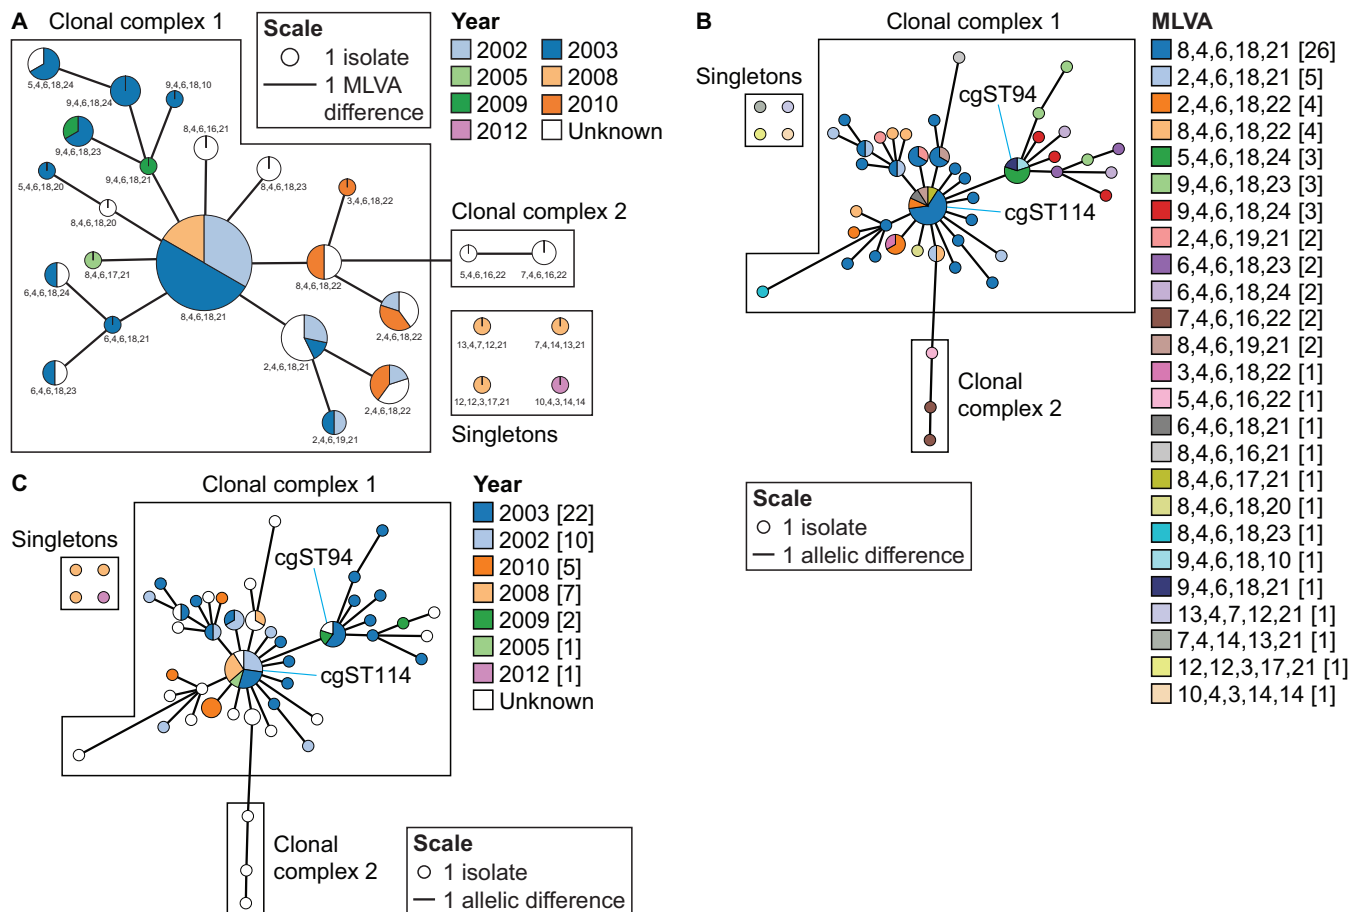 A Clonal complex 1
Scale
1 isolate
1 MLVA
difference
Year
2002 2003
2005 2008
2009 2010
2012 Unknown
5,4,6,18,24
9,4,6,18,24
9,4,6,18,10
9,4,6,18,23
8,4,6,16,21
9,4,6,18,21
8,4,6,18,23
5,4,6,18,20
8,4,6,18,20
3,4,6,18,22
8,4,6,17,21
6,4,6,18,24
8,4,6,18,22
8,4,6,18,21
6,4,6,18,21
2,4,6,18,22
2,4,6,18,21
6,4,6,18,23
2,4,6,18,22
2,4,6,19,21
Clonal complex 2
5,4,6,16,22 7,4,6,16,22
13,4,7,12,21 7,4,14,13,21
12,12,3,17,21 10,4,3,14,14
Singletons
B Clonal complex 1
Singletons
cgST94
cgST114
Clonal
complex 2
Scale
1 isolate
1 allelic difference
MLVA
8,4,6,18,21 [26]
2,4,6,18,21 [5]
2,4,6,18,22 [4]
8,4,6,18,22 [4]
5,4,6,18,24 [3]
9,4,6,18,23 [3]
9,4,6,18,24 [3]
2,4,6,19,21 [2]
6,4,6,18,23 [2]
6,4,6,18,24 [2]
7,4,6,16,22 [2]
8,4,6,19,21 [2]
3,4,6,18,22 [1]
5,4,6,16,22 [1]
6,4,6,18,21 [1]
8,4,6,16,21 [1]
8,4,6,17,21 [1]
8,4,6,18,20 [1]
8,4,6,18,23 [1]
9,4,6,18,10 [1]
9,4,6,18,21 [1]
13,4,7,12,21 [1]
7,4,14,13,21 [1]
12,12,3,17,21 [1]
10,4,3,14,14 [1]
C Clonal complex 1
Singletons
cgST94
cgST114
Clonal
complex 2
Year
2003 [22]
2002 [10]
2010 [5]
2008 [7]
2009 [2]
2005 [1]
2012 [1]
Unknown
Scale
1 isolate
1 allelic difference